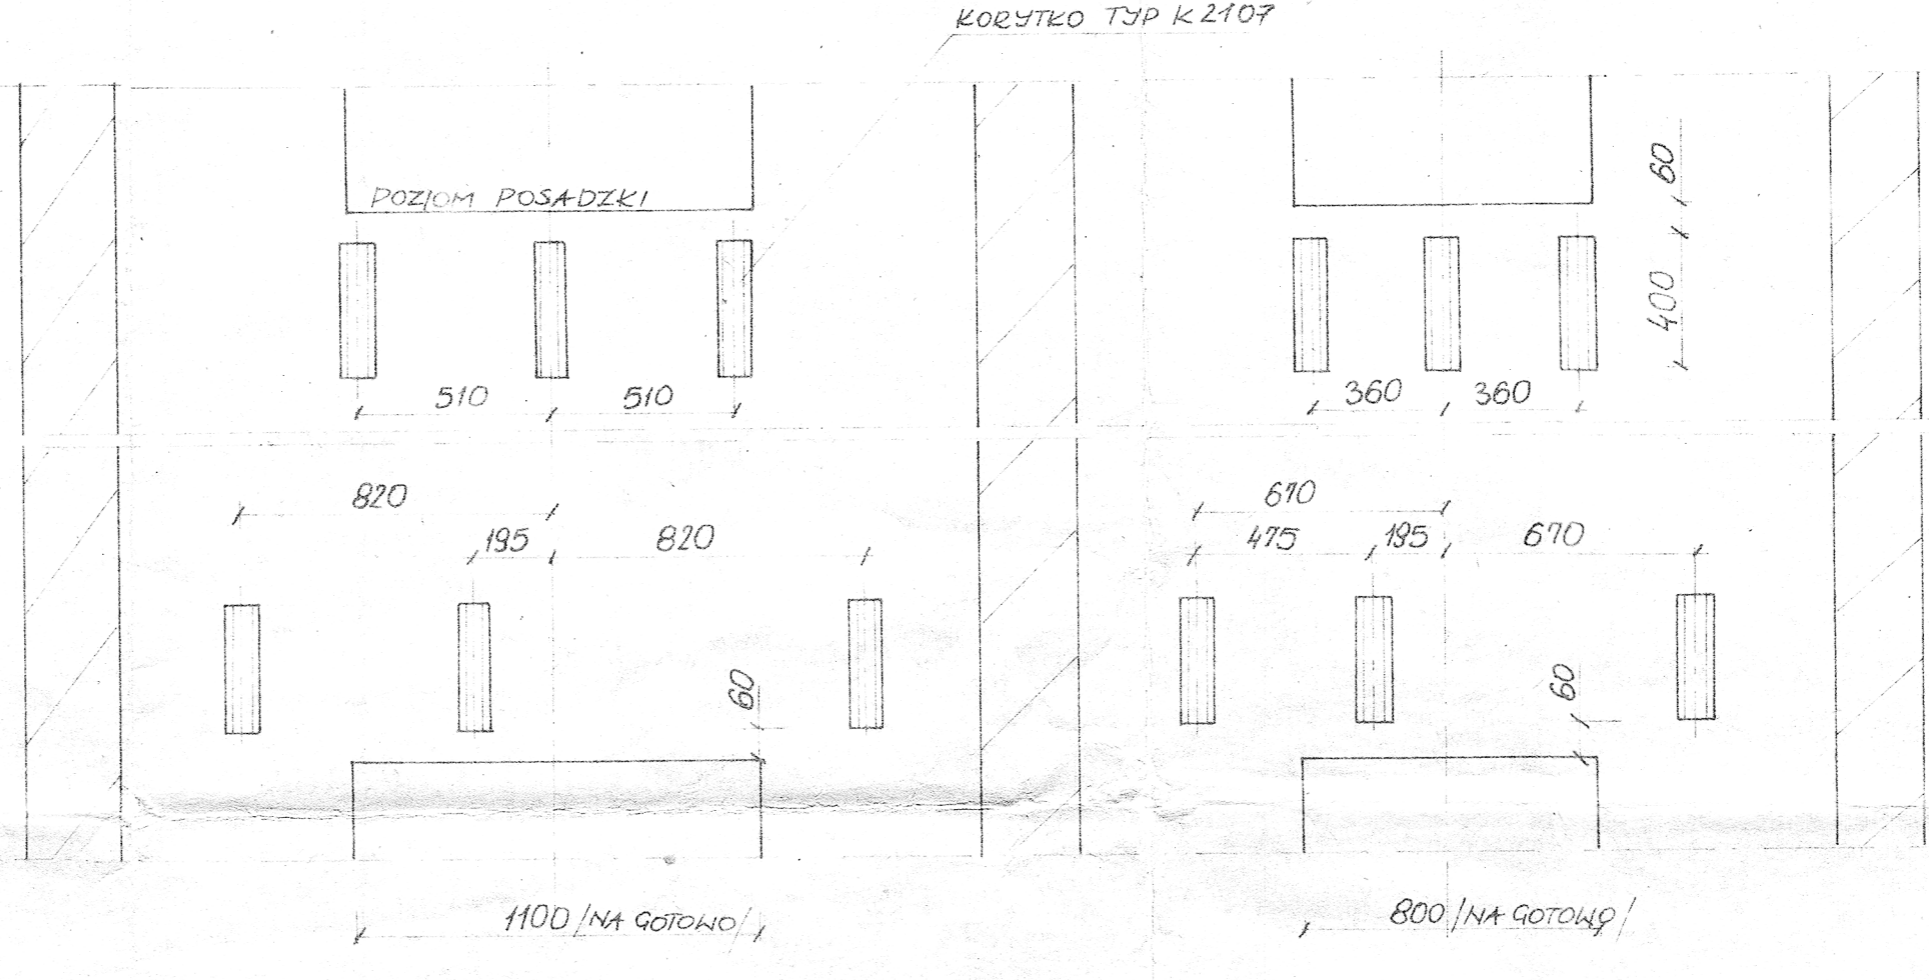 KORYTKO TYP K 2107
POZIOM POSADZKI
60
400
510 510
360 360
820
670
195 820
475 195 670
60
60
1100 /NA GOTOWO/
800 /NA GOTOWO/